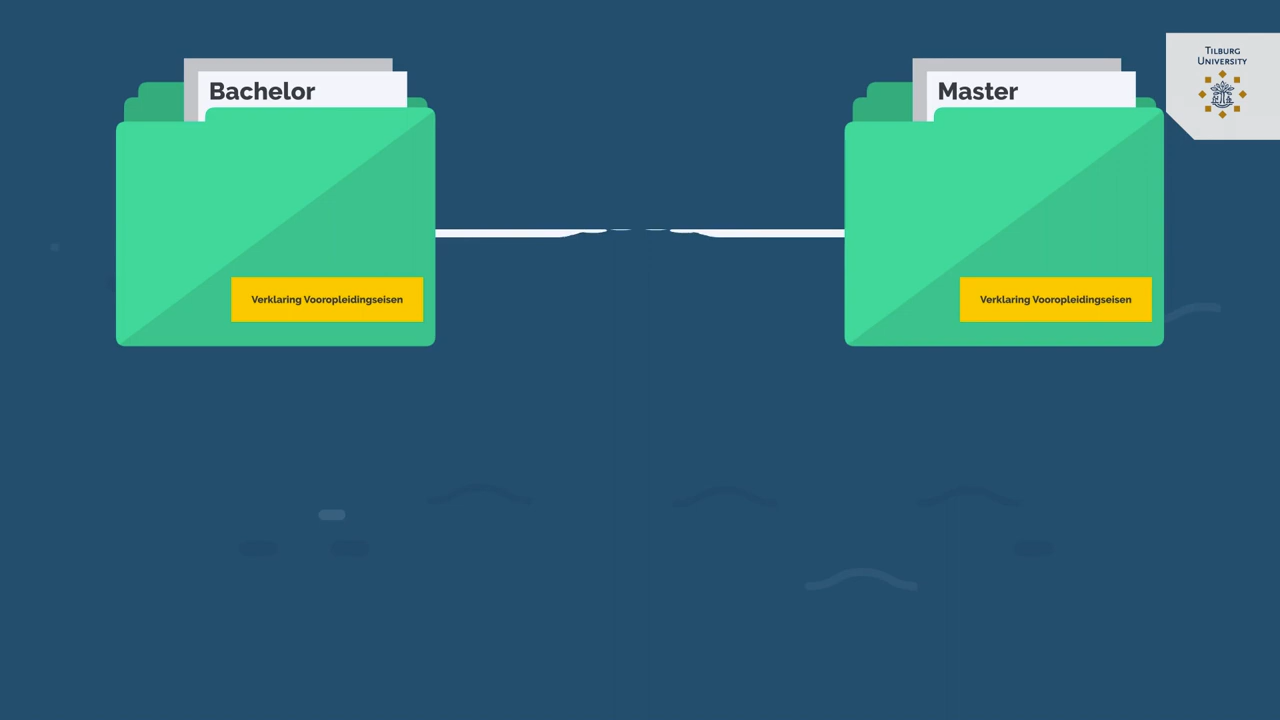 Bachelor
Master
TILBURG
UNIVERSITY
Verklaring Vooropleidingseisen
Verklaring Vooropleidingseisen